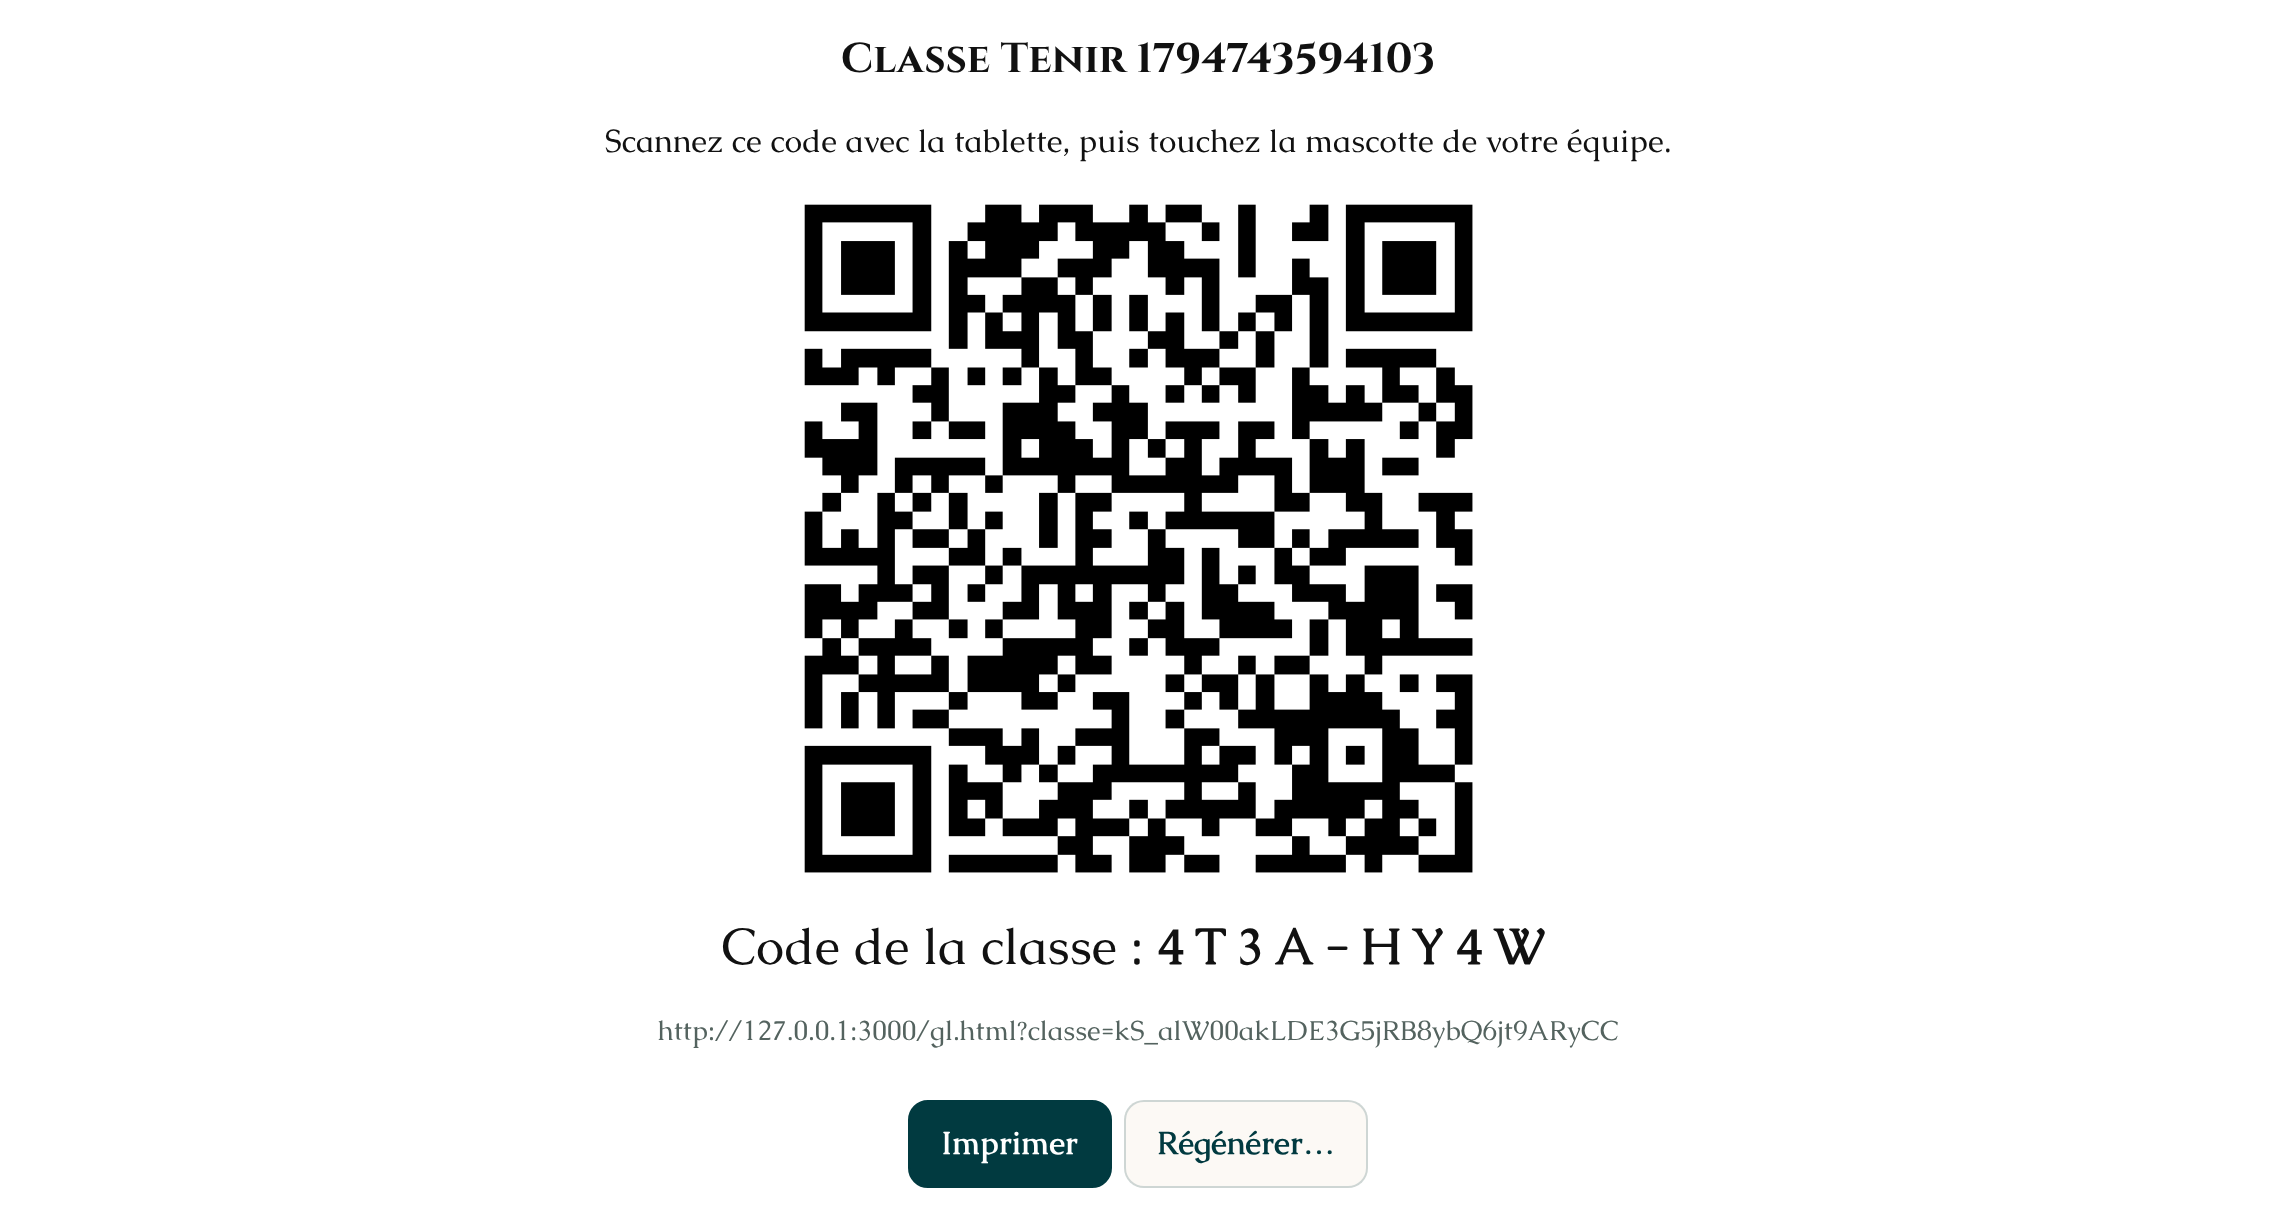 Classe Tenir 1794743594103
Scannez ce code avec la tablette, puis touchez la mascotte de votre équipe.
Code de la classe : 4T3A-HY4W
http://127.0.0.1:3000/gl.html?classe=kS_alW00akLDE3G5jRB8ybQ6jt9ARyCC
Imprimer
Régénérer…